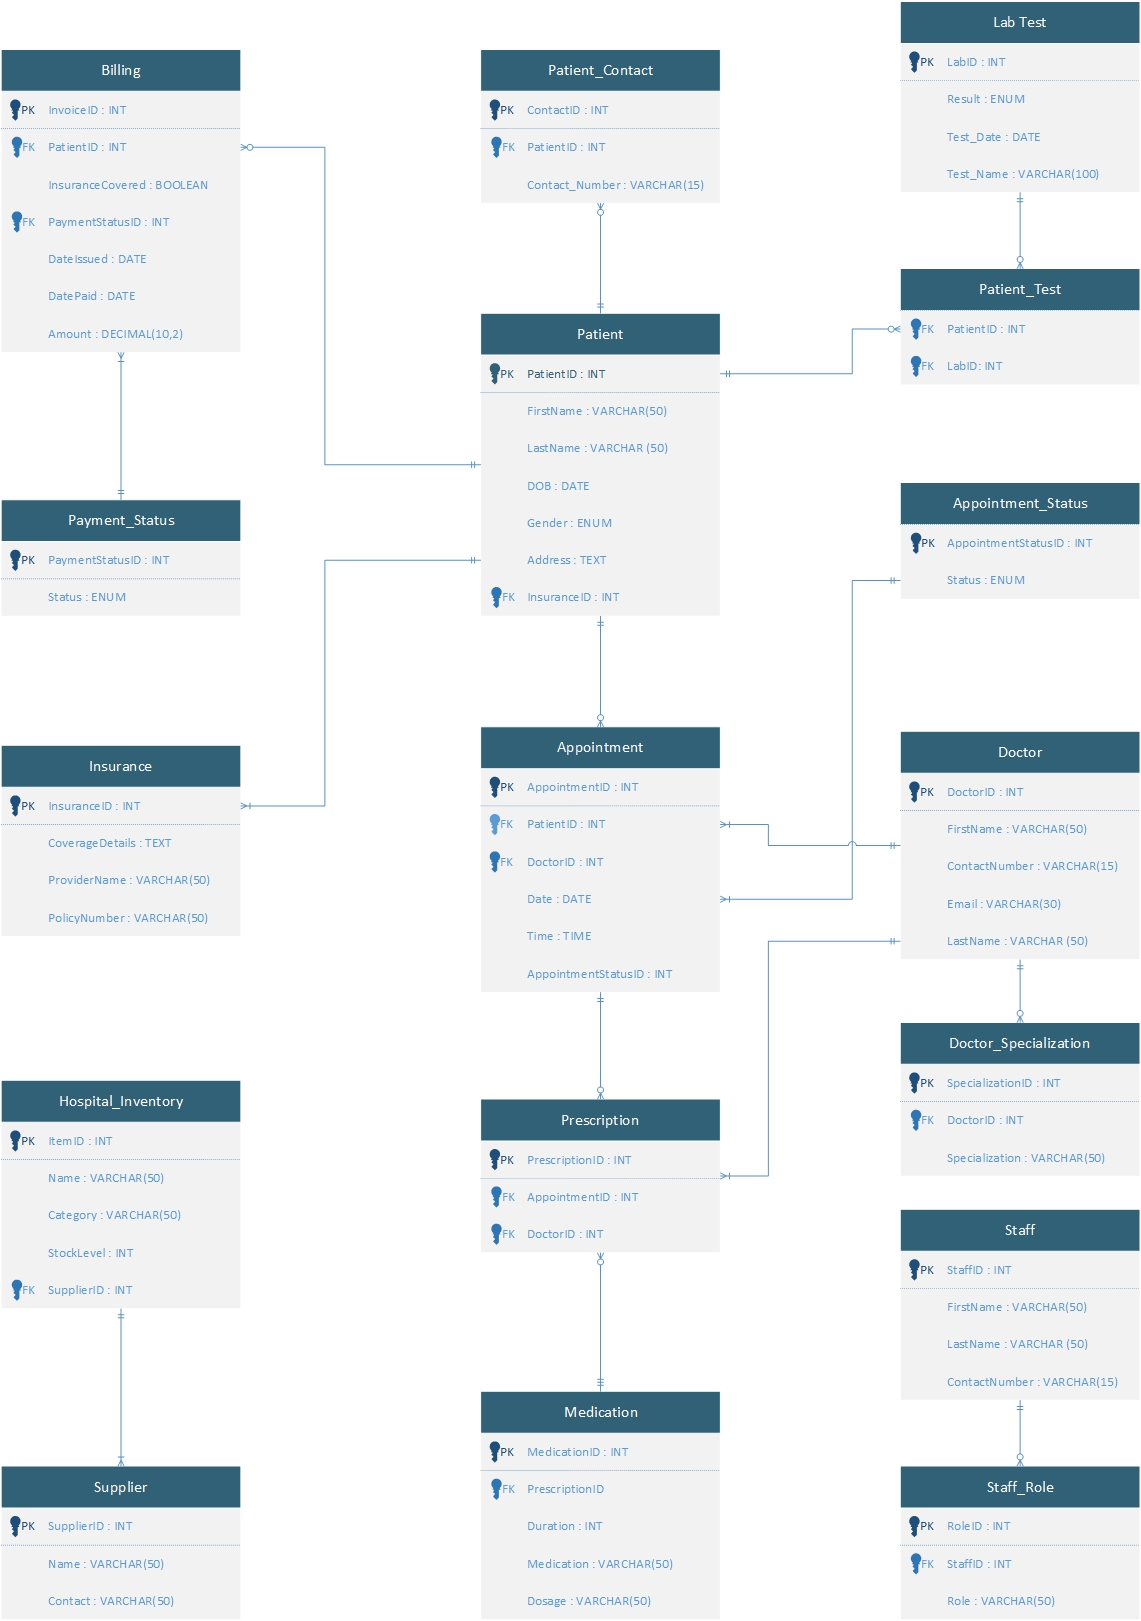 Billing
PK InvoiceID : INT
FK PatientID : INT
InsuranceCovered : BOOLEAN
FK PaymentStatusID : INT
DateIssued : DATE
DatePaid : DATE
Amount : DECIMAL(10,2)
Patient_Contact
PK ContactID : INT
FK PatientID : INT
Contact_Number : VARCHAR(15)
Lab Test
PK LabID : INT
Result : ENUM
Test_Date : DATE
Test_Name : VARCHAR(100)
Patient_Test
FK PatientID : INT
FK LabID: INT
Patient
PK PatientID : INT
FirstName : VARCHAR(50)
LastName : VARCHAR (50)
DOB : DATE
Gender : ENUM
Address : TEXT
FK InsuranceID : INT
Payment_Status
PK PaymentStatusID : INT
Status : ENUM
Appointment_Status
PK AppointmentStatusID : INT
Status : ENUM
Insurance
PK InsuranceID : INT
CoverageDetails : TEXT
ProviderName : VARCHAR(50)
PolicyNumber : VARCHAR(50)
Appointment
PK AppointmentID : INT
FK PatientID : INT
FK DoctorID : INT
Date : DATE
Time : TIME
AppointmentStatusID : INT
Doctor
PK DoctorID : INT
FirstName : VARCHAR(50)
ContactNumber : VARCHAR(15)
Email : VARCHAR(30)
LastName : VARCHAR (50)
Doctor_Specialization
PK SpecializationID : INT
FK DoctorID : INT
Specialization : VARCHAR(50)
Hospital_Inventory
PK ItemID : INT
Name : VARCHAR(50)
Category : VARCHAR(50)
StockLevel : INT
FK SupplierID : INT
Prescription
PK PrescriptionID : INT
FK AppointmentID : INT
FK DoctorID : INT
Staff
PK StaffID : INT
FirstName : VARCHAR(50)
LastName : VARCHAR (50)
ContactNumber : VARCHAR(15)
Supplier
PK SupplierID : INT
Name : VARCHAR(50)
Contact : VARCHAR(50)
Medication
PK MedicationID : INT
FK PrescriptionID
Duration : INT
Medication : VARCHAR(50)
Dosage : VARCHAR(50)
Staff_Role
PK RoleID : INT
FK StaffID : INT
Role : VARCHAR(50)